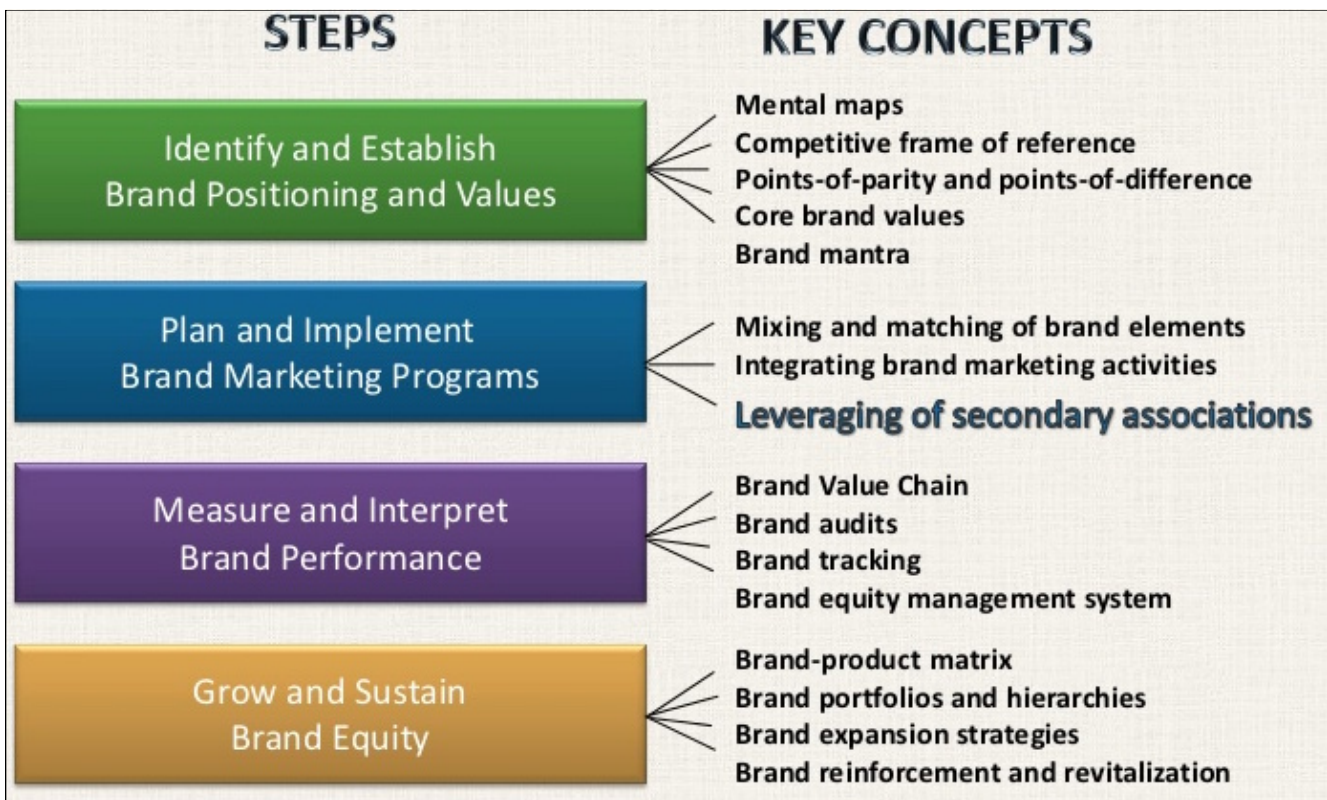 STEPS
KEY CONCEPTS
Identify and Establish
Brand Positioning and Values
Mental maps
Competitive frame of reference
Points-of-parity and points-of-difference
Core brand values
Brand mantra
Plan and Implement
Brand Marketing Programs
Mixing and matching of brand elements
Integrating brand marketing activities
Leveraging of secondary associations
Measure and Interpret
Brand Performance
Brand Value Chain
Brand audits
Brand tracking
Brand equity management system
Grow and Sustain
Brand Equity
Brand-product matrix
Brand portfolios and hierarchies
Brand expansion strategies
Brand reinforcement and revitalization